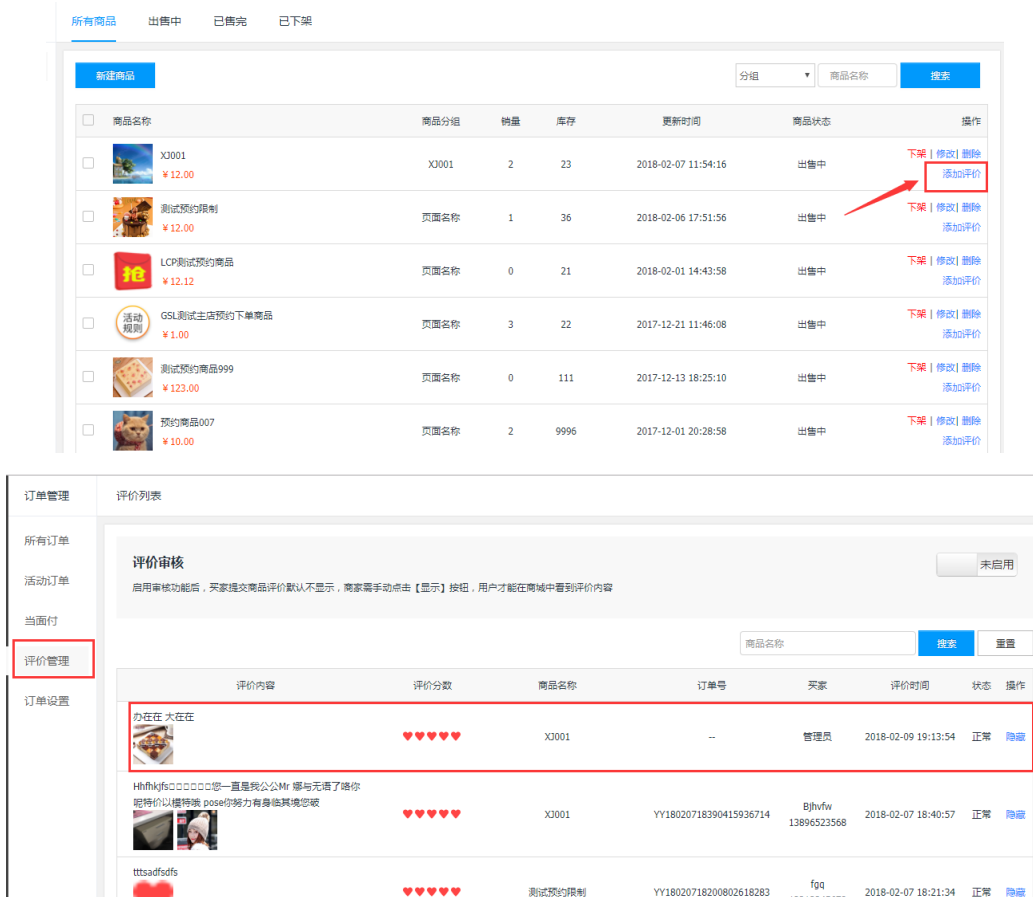 所有商品 出售中 已售完 已下架
新建商品 分组 商品名称 搜索
商品名称 商品分组 销量 库存 更新时间 商品状态 操作
XJ001
￥12.00
XJ001 2 23 2018-02-07 11:54:16 出售中
下架 | 修改| 删除
添加评价
测试预约限制
￥12.00
页面名称 1 36 2018-02-06 17:51:56 出售中
下架 | 修改| 删除
添加评价
抢
LCP测试预约商品
￥12.12
页面名称 0 21 2018-02-01 14:43:58 出售中
下架 | 修改| 删除
添加评价
活动
规则
GSL测试主店预约下单商品
￥1.00
页面名称 3 22 2017-12-21 11:46:08 出售中
下架 | 修改| 删除
添加评价
测试预约商品999
￥123.00
页面名称 0 111 2017-12-13 18:25:10 出售中
下架 | 修改| 删除
添加评价
预约商品007
￥10.00
页面名称 2 9996 2017-12-01 20:28:58 出售中
下架 | 修改| 删除
添加评价
订单管理 评价列表
所有订单
活动订单
当面付
评价管理
订单设置
评价审核
未启用
启用审核功能后，买家提交商品评价默认不显示，商家需手动点击【显示】按钮，用户才能在商城中看到评价内容
商品名称 搜索 重置
评价内容 评价分数 商品名称 订单号 买家 评价时间 状态 操作
办在在 大在在
XJ001 -- 管理员 2018-02-09 19:13:54 正常 隐藏
Hhfhkjfs□□□□□□您一直是我公公Mr 娜与无语了咯你
呢特价以模特哦 pose你努力有身临其境您破
XJ001 YY18020718390415936714 Bjhvfw
13896523568
2018-02-07 18:40:57 正常 隐藏
tttsadfsdfs
测试预约限制 YY18020718200802618283 fgq 2018-02-07 18:21:34 正常 隐藏